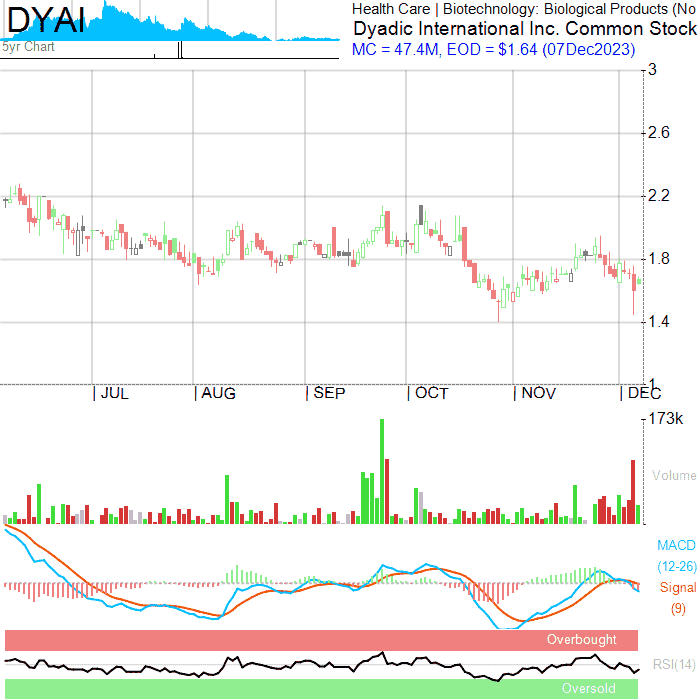 DYAI
5yr Chart
Health Care | Biotechnology: Biological Products (No
Dyadic International Inc. Common Stock
MC = 47.4M, EOD = $1.64 (07Dec2023)
3
2.6
2.2
1.8
1.4
1
JUL
AUG
SEP
OCT
NOV
DEC
173k
Volume
MACD
(12-26)
Signal
(9)
Overbought
RSI(14)
Oversold